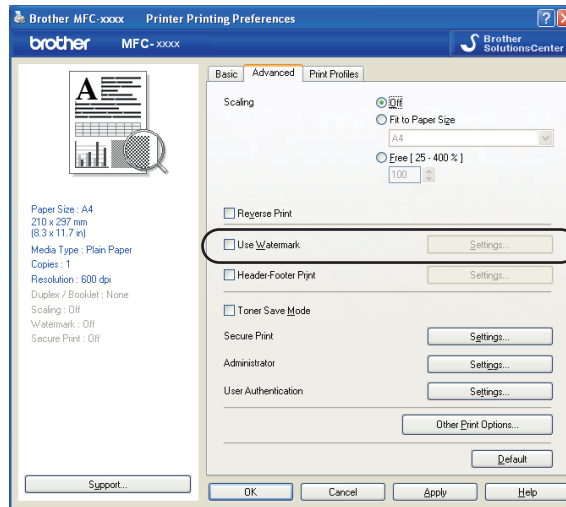 Brother MFC-xxxx Printer Printing Preferences
brother MFC-xxxx
Brother
SolutionsCenter
Basic Advanced Print Profiles
A
Paper Size : A4
210 x 297 mm
(8.3 x 11.7 in)
Media Type : Plain Paper
Copies : 1
Resolution : 600 dpi
Duplex / Booklet : None
Scaling : Off
Watermark : Off
Secure Print : Off
Support...
Scaling
Off
Fit to Paper Size
A4
Free [ 25 - 400 % ]
100
Reverse Print
Use Watermark Settings...
Header-Footer Print Settings...
Toner Save Mode
Secure Print Settings...
Administrator Settings...
User Authentication Settings...
Other Print Options...
Default
OK Cancel Apply Help